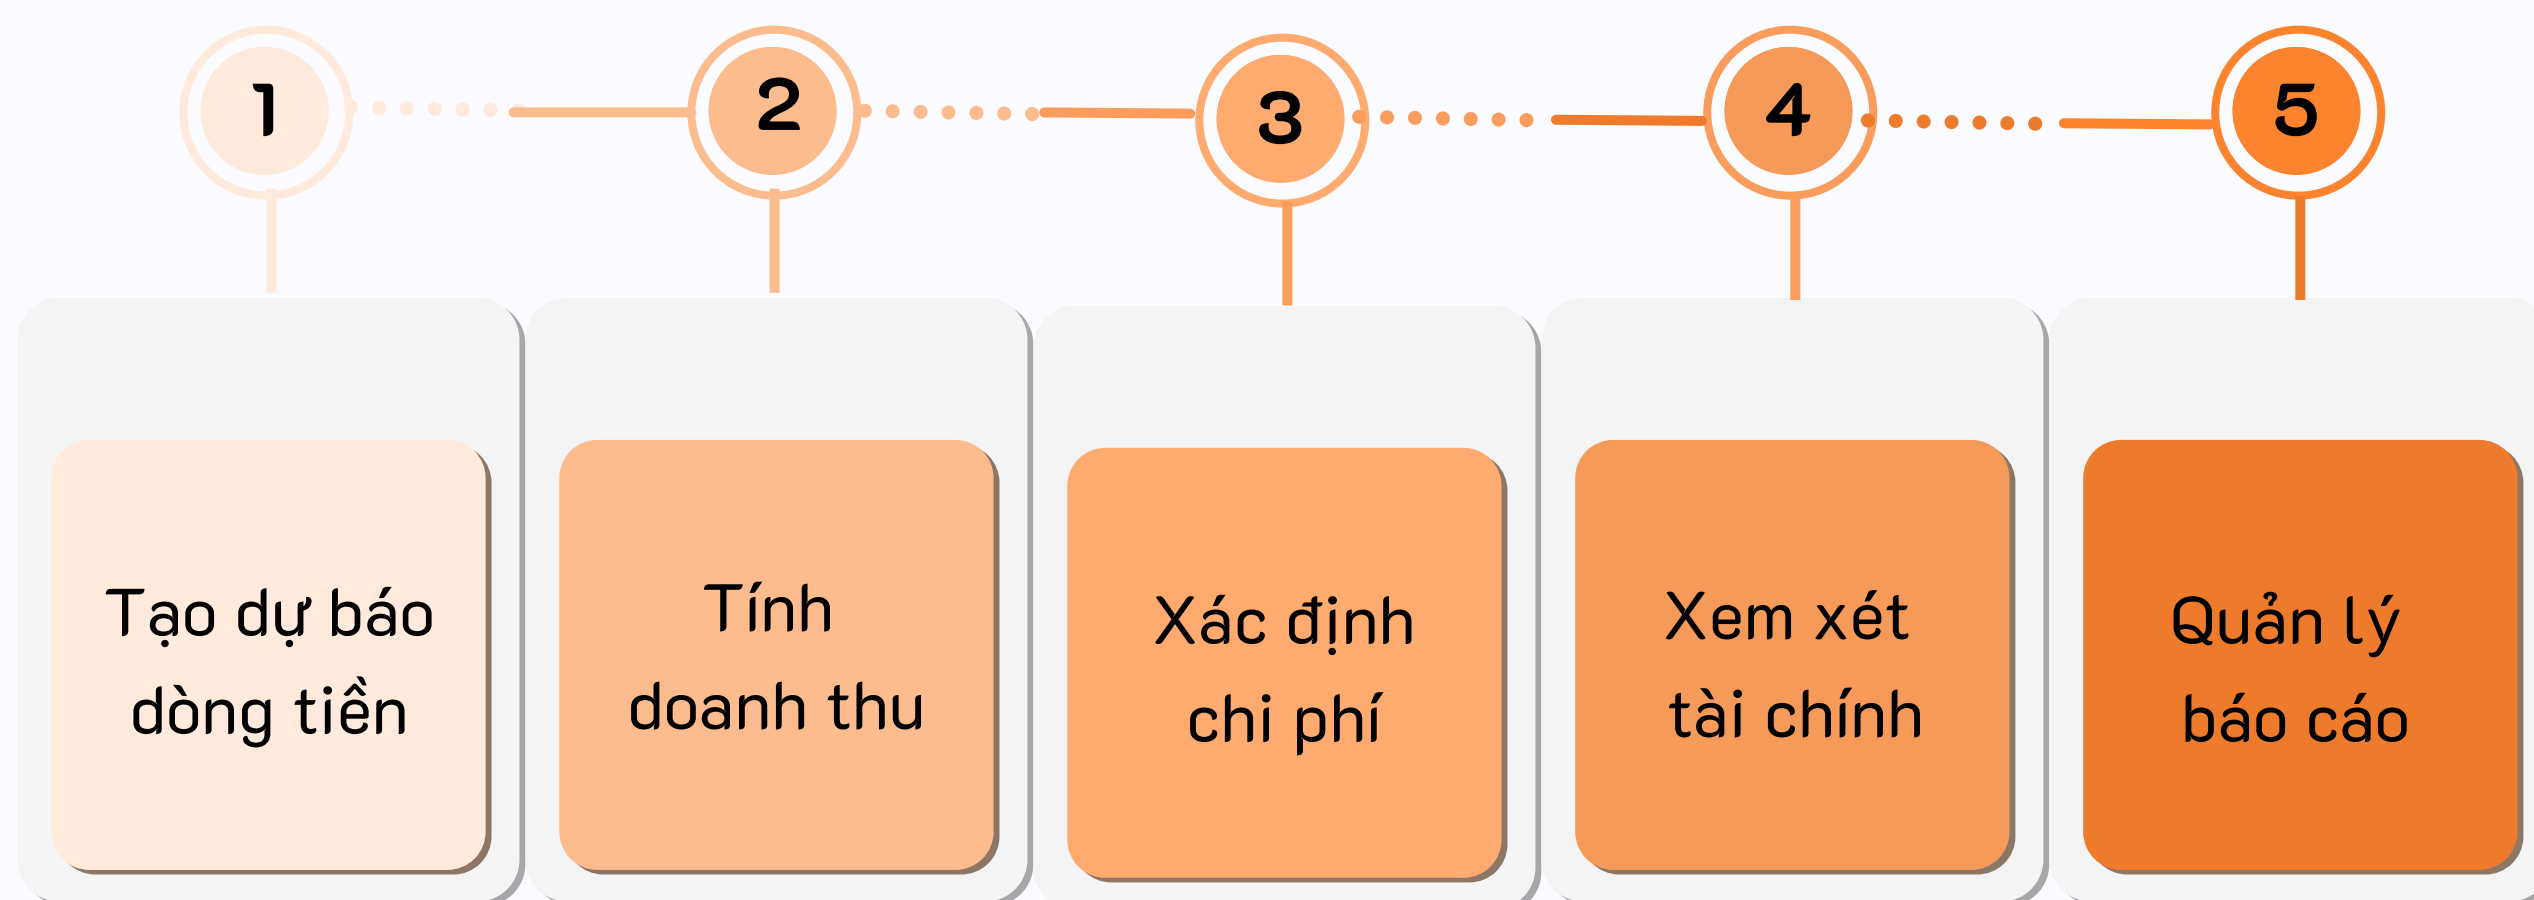 1
2
3
4
5
Tạo dự báo
dòng tiền
Tính
doanh thu
Xác định
chi phí
Xem xét
tài chính
Quản lý
báo cáo